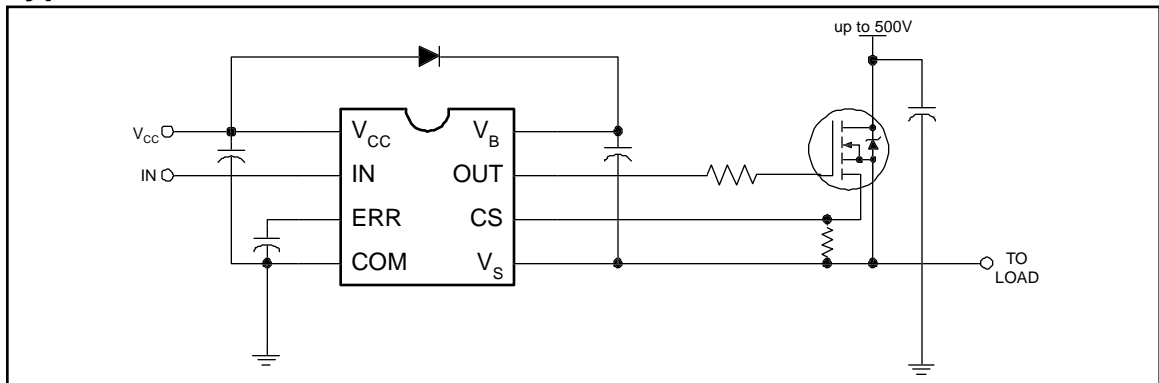 up to 500V
VCC
IN
VCC
IN
ERR
COM
VB
OUT
CS
VS
TO
LOAD